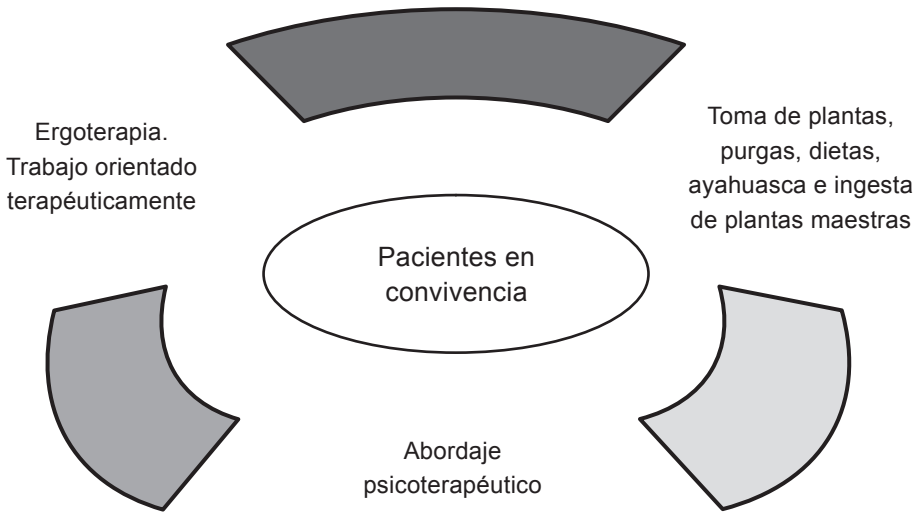 Ergoterapia.
Trabajo orientado
terapéuticamente
Toma de plantas,
purgas, dietas,
ayahuasca e ingesta
de plantas maestras
Pacientes en
convivencia
Abordaje
psicoterapéutico